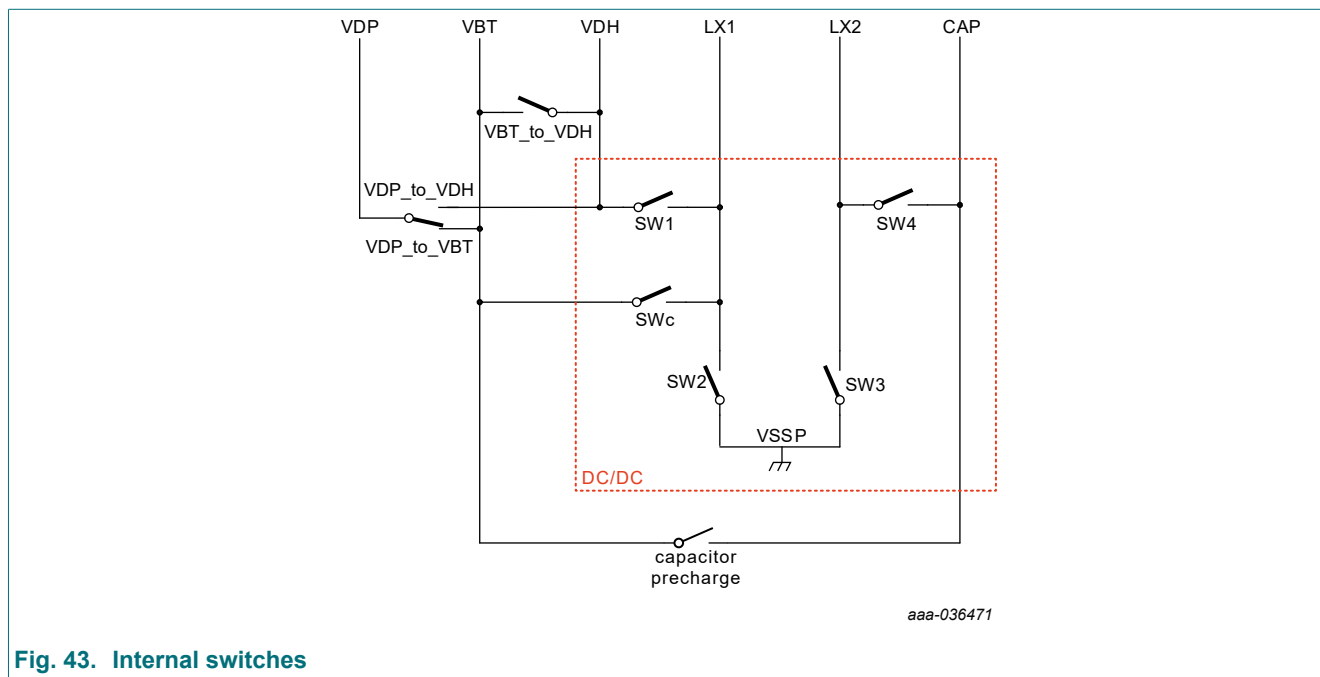 VDP VBT VDH LX1 LX2 CAP
VBT_to_VDH
VDP_to_VDH
SW1
SW4
VDP_to_VBT
SWc
SW2
SW3
VSSP
DC/DC
capacitor
precharge
aaa-036471
Fig. 43. Internal switches